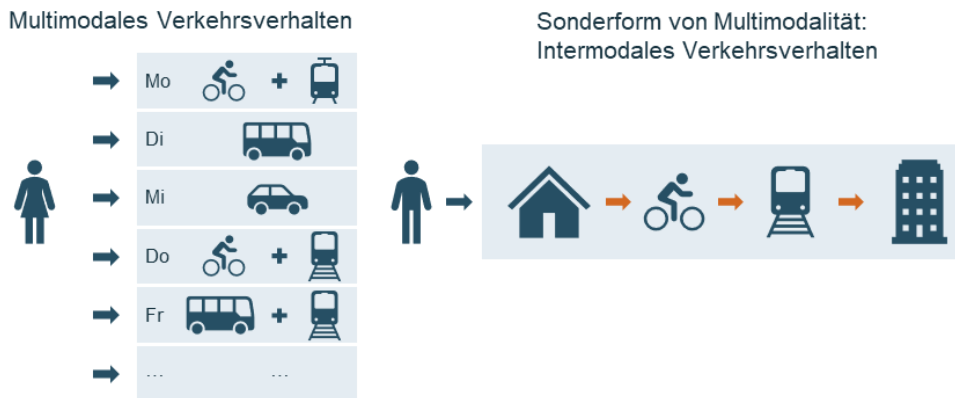 Multimodales Verkehrsverhalten
Sonderform von Multimodalität:
Intermodales Verkehrsverhalten
Mo
Di
Mi
Do
Fr
... ...